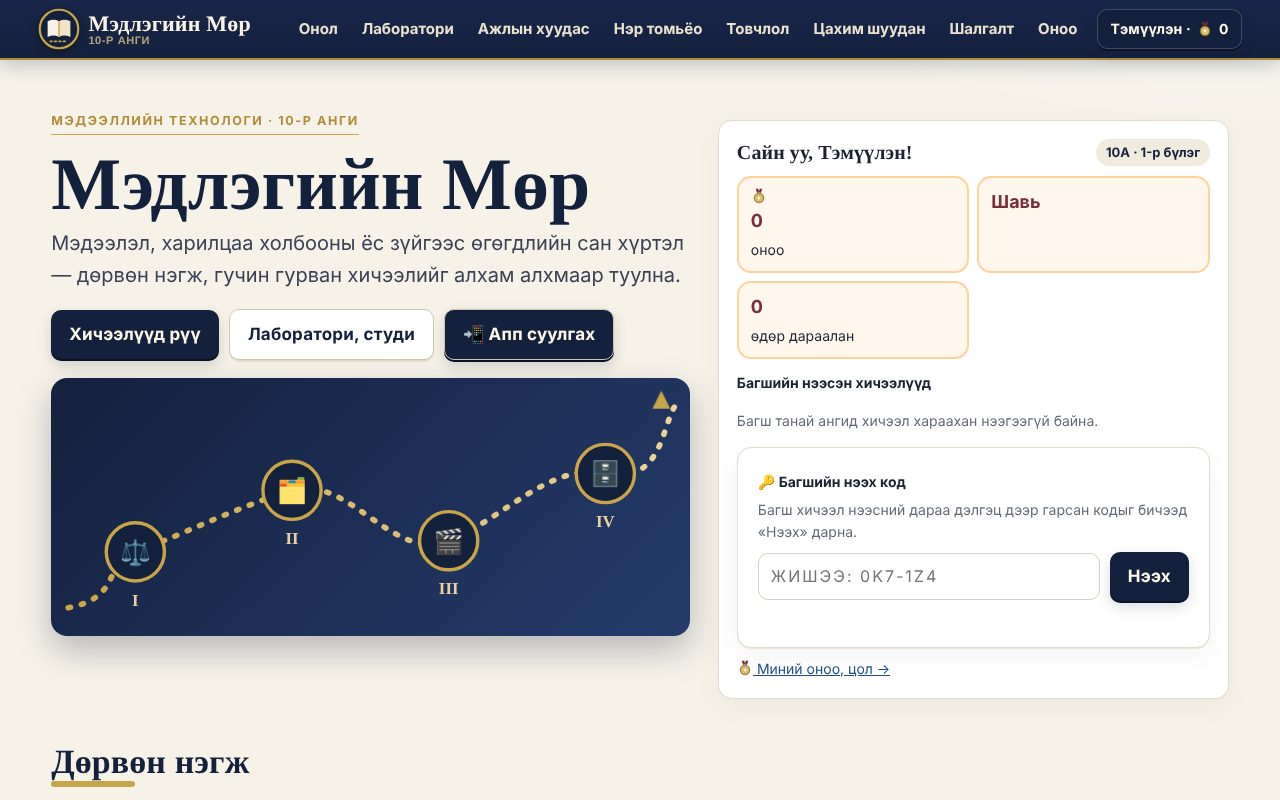 Мэдлэгийн Мөр
10-Р АНГИ
Онол
Лаборатори
Ажлын хуудас
Нэр томьёо
Товчлол
Цахим шуудан
Шалгалт
Оноо
Тэмүүлэн · 0
МЭДЭЭЛЛИЙН ТЕХНОЛОГИ · 10-Р АНГИ
Мэдлэгийн Мөр
Мэдээлэл, харилцаа холбооны ёс зүйгээс өгөгдлийн сан хүртэл
— дөрвөн нэгж, гучин гурван хичээлийг алхам алхмаар туулна.
Хичээлүүд рүү
Лаборатори, студи
Апп суулгах
I
II
III
IV
Сайн уу, Тэмүүлэн!
10А · 1-р бүлэг
0
оноо
Шавь
0
өдөр дараалан
Багшийн нээсэн хичээлүүд
Багш танай ангид хичээл хараахан нээгээгүй байна.
Багшийн нээх код
Багш хичээл нээсний дараа дэлгэц дээр гарсан кодыг бичээд
«Нээх» дарна.
ЖИШЭЭ: 0K7-1Z4
Нээх
Миний оноо, цол →
Дөрвөн нэгж